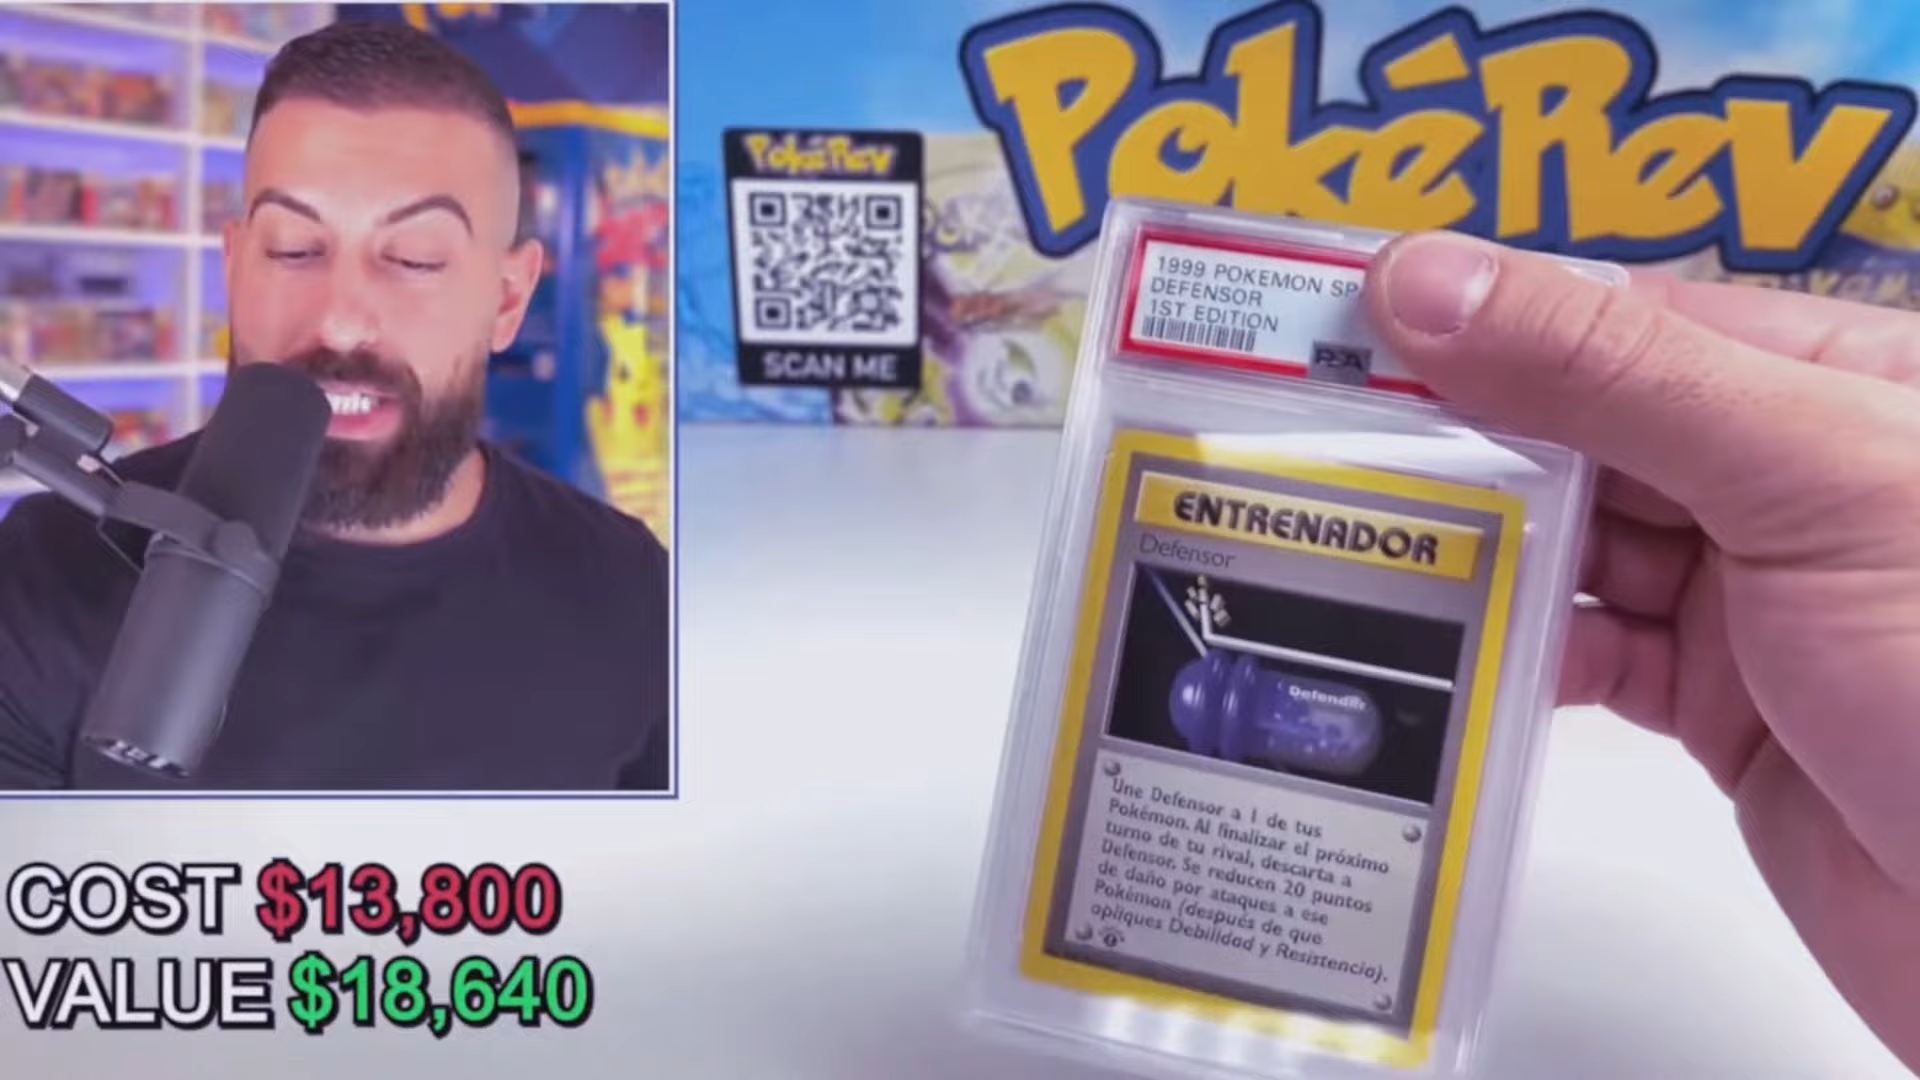 PokéRev
PokéRev
SCAN ME
1999 POKEMON SP
DEFENSOR
1ST EDITION
PSA
ENTRENADOR
Defensor
Defender
Une Defensor a 1 de tus
Pokémon. Al finalizar el próximo
turno de tu rival, descarta a
Defensor. Se reducen 20 puntos
de daño por ataques a ese
Pokémon (después de que
apliques Debilidad y Resistencia).
COST $13,800
VALUE $18,640